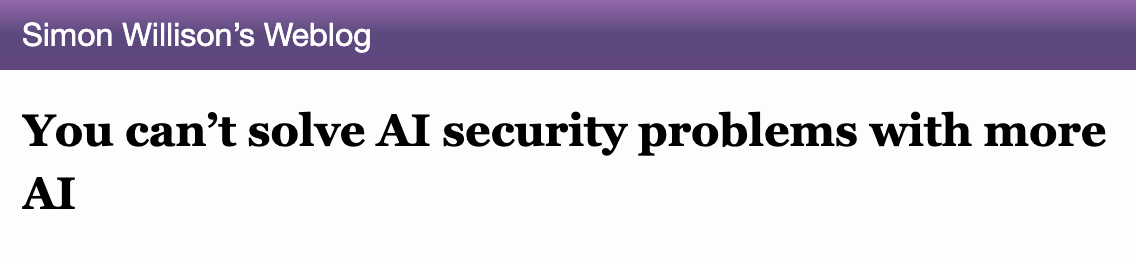 Simon Willison’s Weblog
You can’t solve AI security problems with more
AI